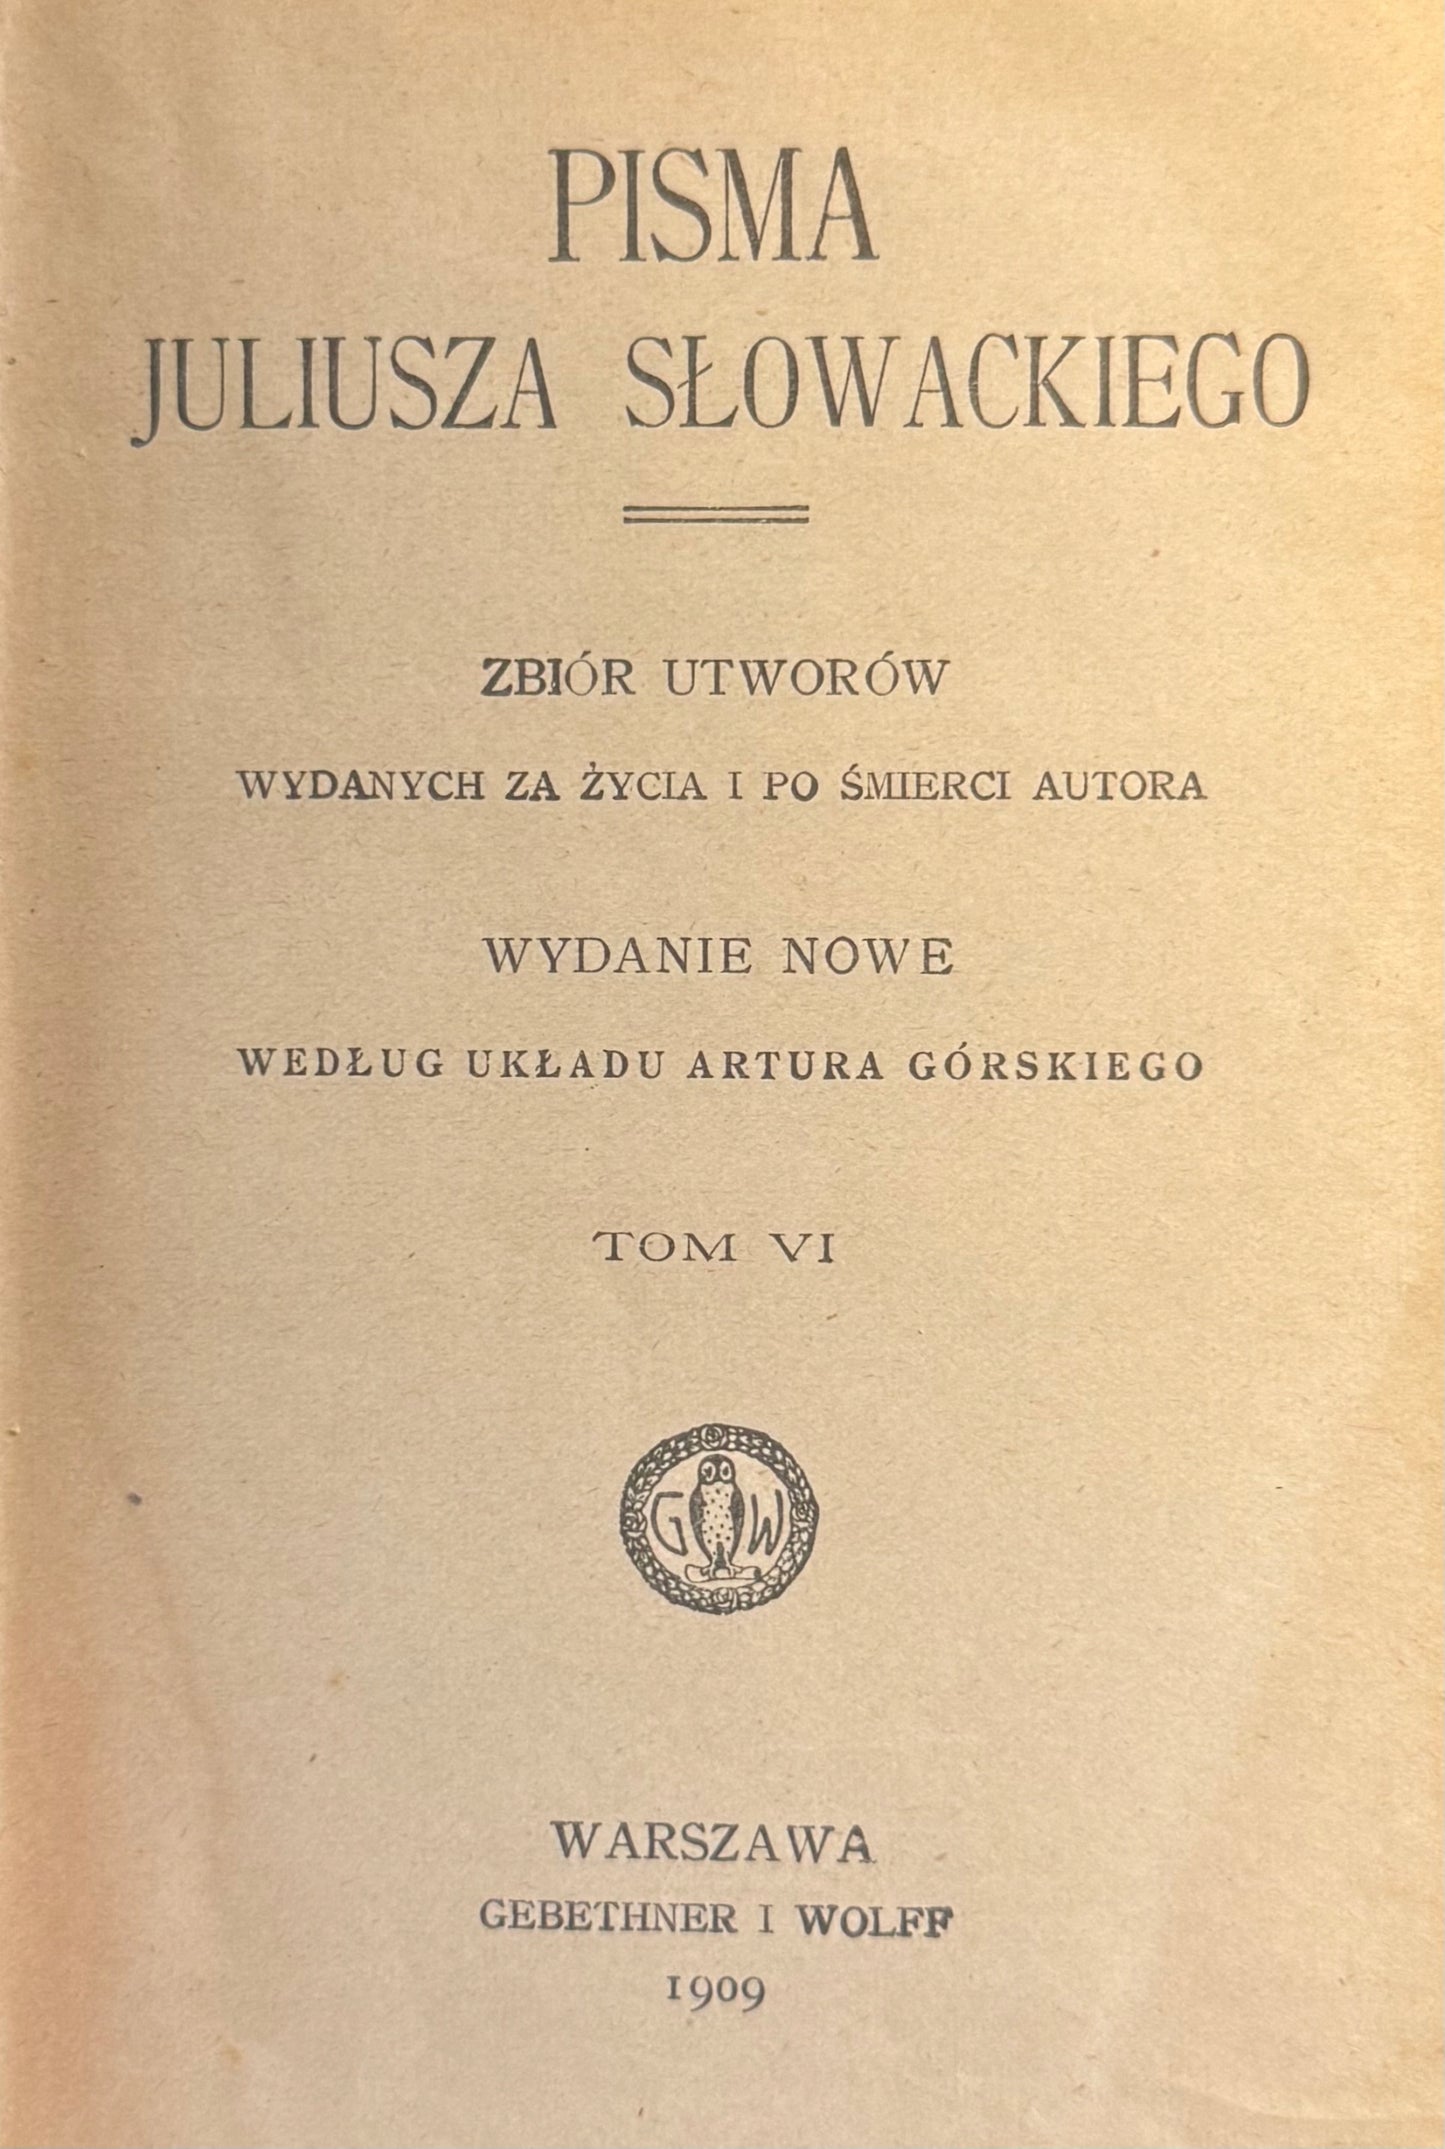 PISMA
JULIUSZA SŁOWACKIEGO
ZBIÓR UTWORÓW
WYDANYCH ZA ŻYCIA I PO ŚMIERCI AUTORA
WYDANIE NOWE
WEDŁUG UKŁADU ARTURA GÓRSKIEGO
TOM VI
G W
WARSZAWA
GEBETHNER I WOLFF
1909